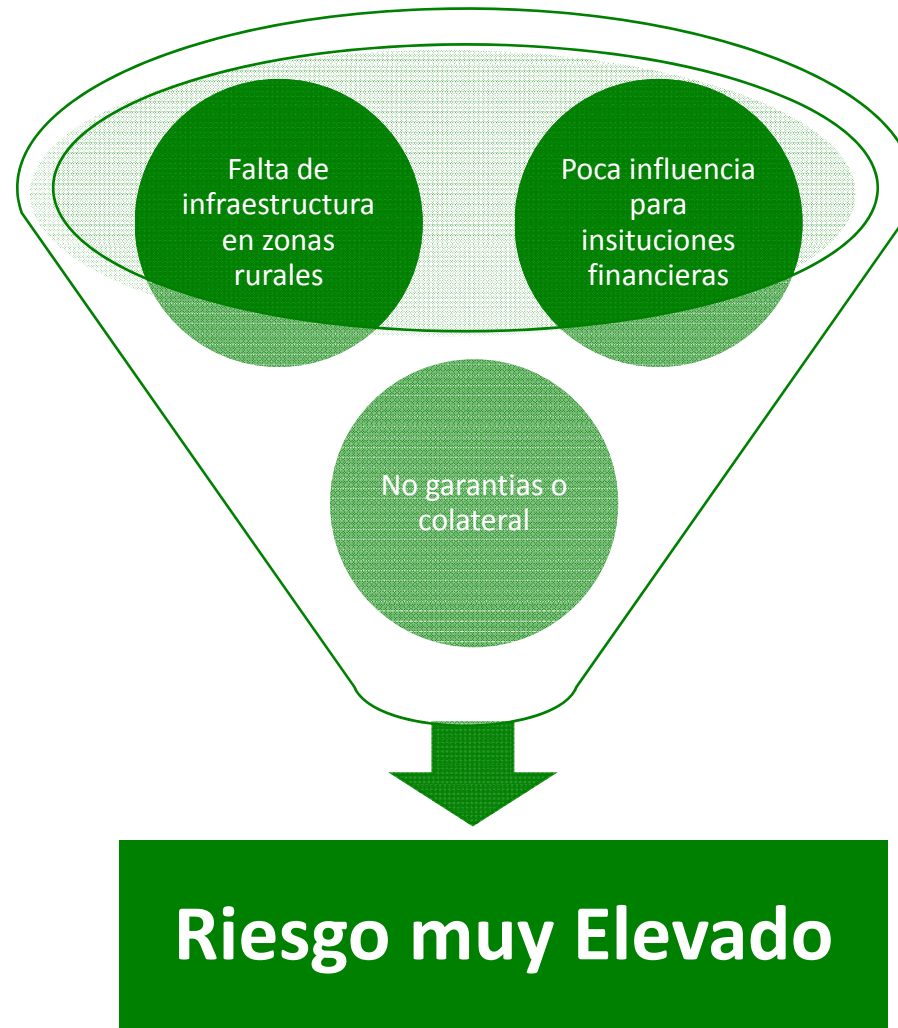 Falta de
infraestructura
en zonas
rurales
Poca influencia
para
insituciones
financieras
No garantias o
colateral
Riesgo muy Elevado